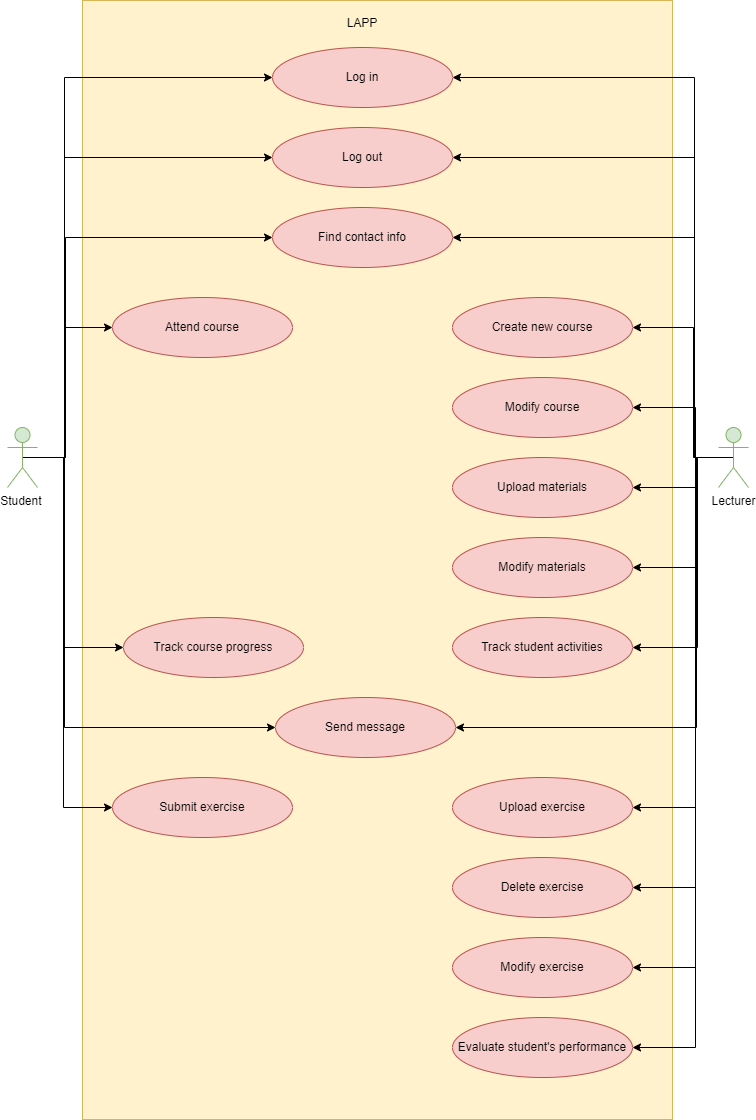 LAPP
Log in
Log out
Find contact info
Attend course
Create new course
Modify course
Student
Upload materials
Lecturer
Modify materials
Track course progress
Track student activities
Send message
Submit exercise
Upload exercise
Delete exercise
Modify exercise
Evaluate student's performance